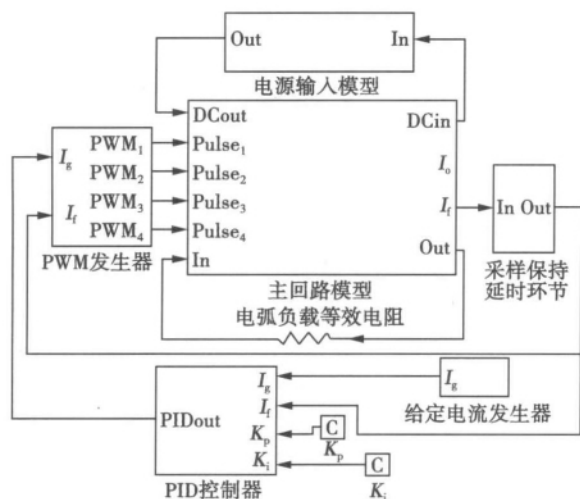 Out In
电源输入模型
DCout DCin
PWM₁ Pulse₁
I_g I_o
PWM₂ Pulse₂
PWM₃ Pulse₃ I_f In Out
I_f
PWM₄ Pulse₄
In Out
PWM发生器
采样保持
延时环节
主回路模型
电弧负载等效电阻
I_g I_g
给定电流发生器
PIDout I_f
K_p C
K_p
K_i C
K_i
PID控制器